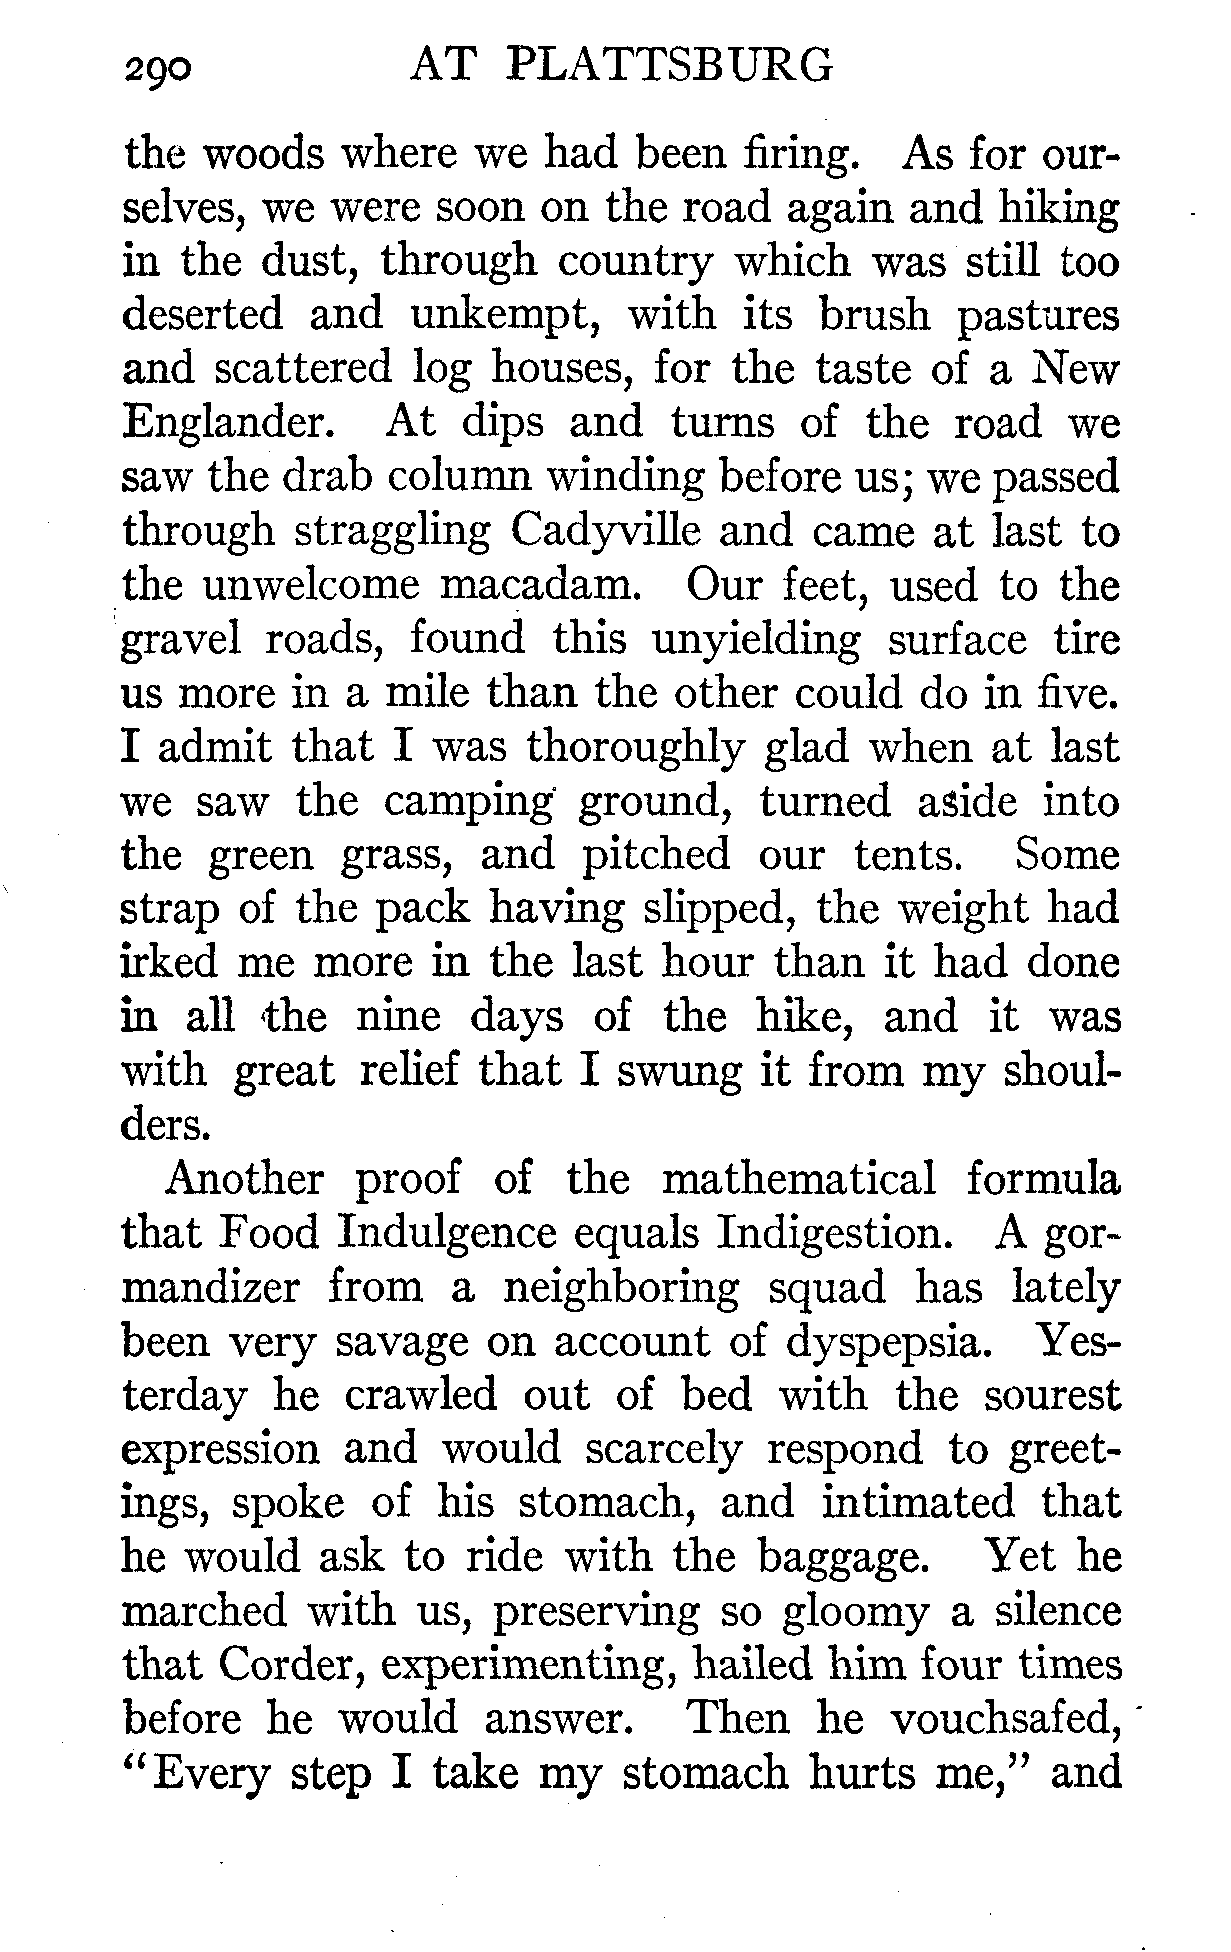 290 AT PLATTSBURG
the woods where we had been firing. As for our-
selves, we were soon on the road again and hiking
in the dust, through country which was still too
deserted and unkempt, with its brush pastures
and scattered log houses, for the taste of a New
Englander. At dips and turns of the road we
saw the drab column winding before us; we passed
through straggling Cadyville and came at last to
the unwelcome macadam. Our feet, used to the
gravel roads, found this unyielding surface tire
us more in a mile than the other could do in five.
I admit that I was thoroughly glad when at last
we saw the camping ground, turned aside into
the green grass, and pitched our tents. Some
strap of the pack having slipped, the weight had
irked me more in the last hour than it had done
in all the nine days of the hike, and it was
with great relief that I swung it from my shoul-
ders.
Another proof of the mathematical formula
that Food Indulgence equals Indigestion. A gor-
mandizer from a neighboring squad has lately
been very savage on account of dyspepsia. Yes-
terday he crawled out of bed with the sourest
expression and would scarcely respond to greet-
ings, spoke of his stomach, and intimated that
he would ask to ride with the baggage. Yet he
marched with us, preserving so gloomy a silence
that Corder, experimenting, hailed him four times
before he would answer. Then he vouchsafed,
“Every step I take my stomach hurts me,” and